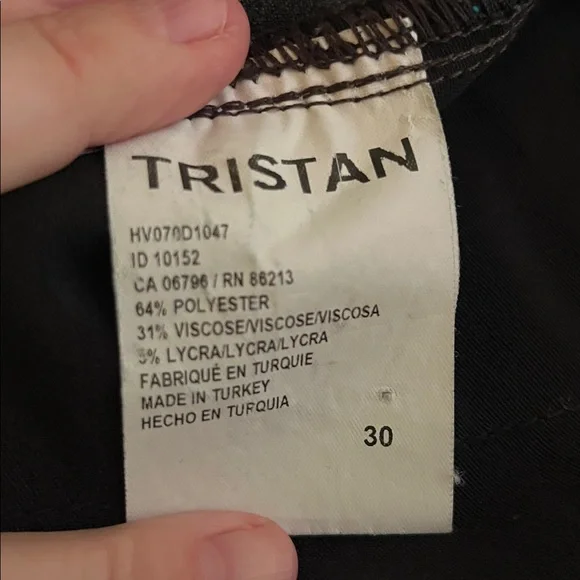 TRISTAN
HV070D1047
ID 10152
CA 06796 / RN 86213
64% POLYESTER
31% VISCOSE/VISCOSE/VISCOSA
5% LYCRA/LYCRA/LYCRA
FABRIQUÉ EN TURQUIE
MADE IN TURKEY
HECHO EN TURQUIA
30